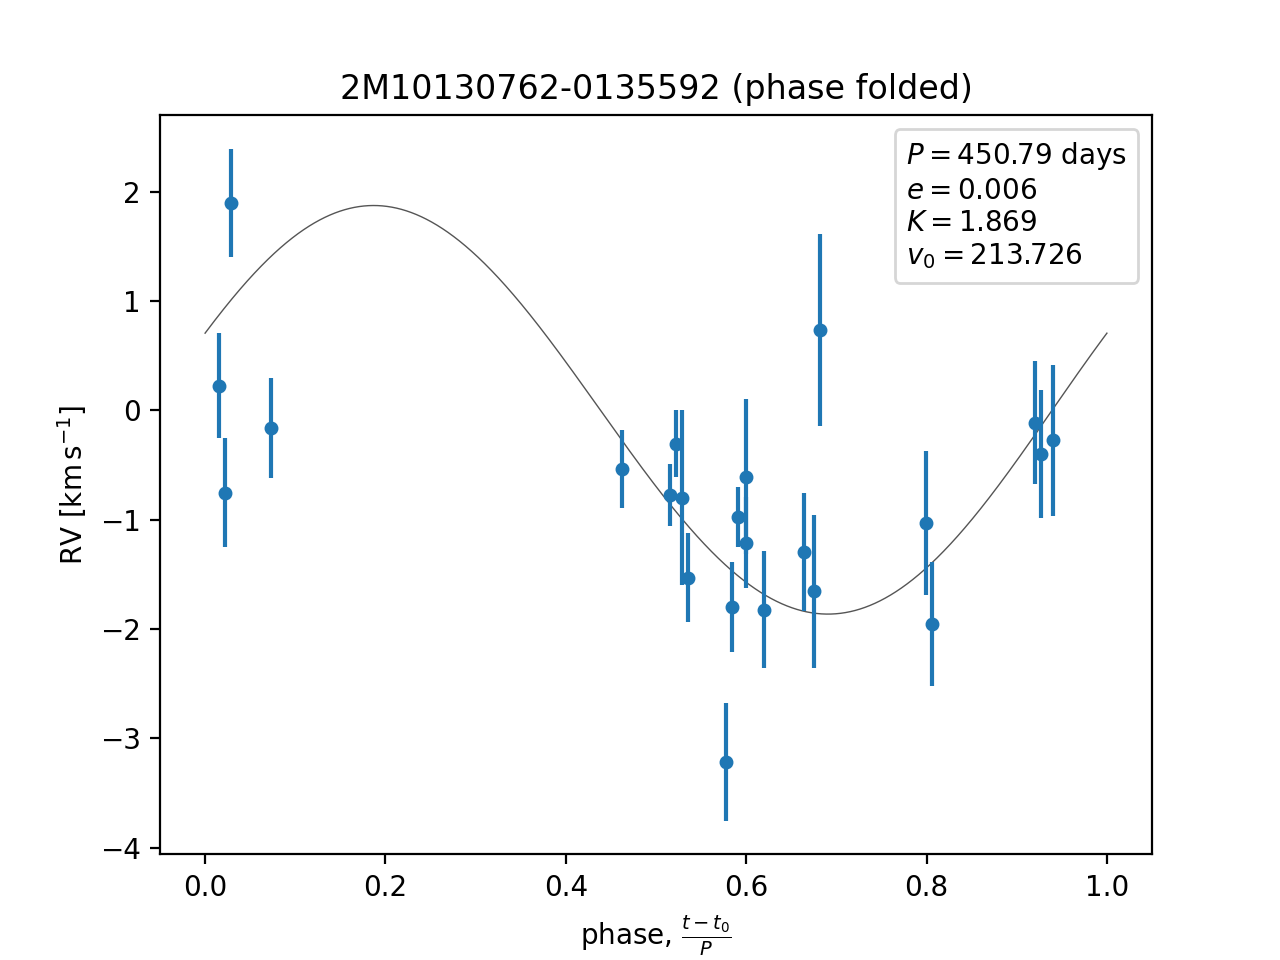 2M10130762-0135592 (phase folded)
P = 450.79 days
e = 0.006
K = 1.869
v₀ = 213.726
RV [km s⁻¹]
2
1
0
−1
−2
−3
−4
0.0 0.2 0.4 0.6 0.8 1.0
phase, (t − t₀)/P